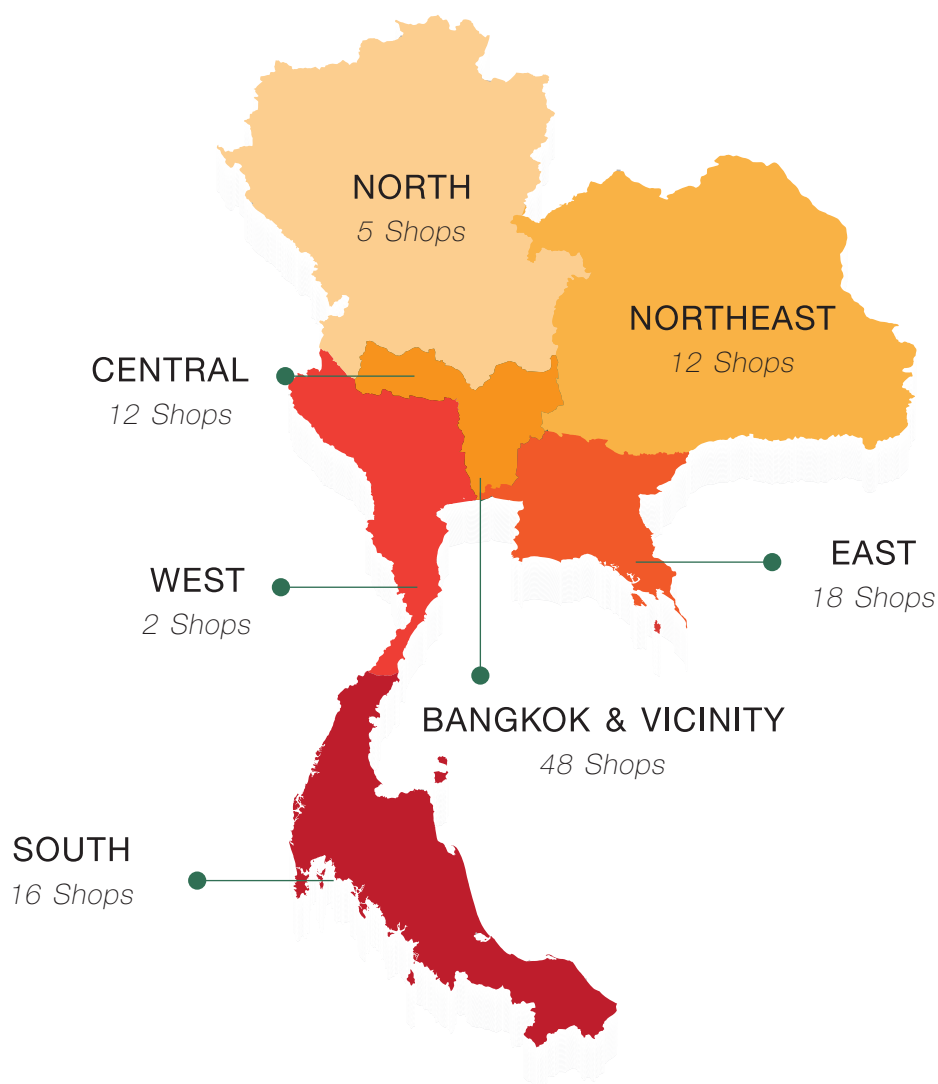 NORTH
5 Shops
NORTHEAST
12 Shops
CENTRAL
12 Shops
EAST
18 Shops
WEST
2 Shops
BANGKOK & VICINITY
48 Shops
SOUTH
16 Shops